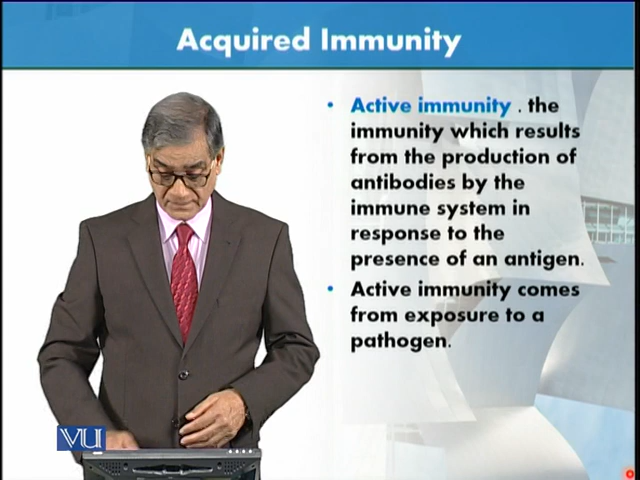 Acquired Immunity
• Active immunity . the
immunity which results
from the production of
antibodies by the
immune system in
response to the
presence of an antigen.
• Active immunity comes
from exposure to a
pathogen.
VU